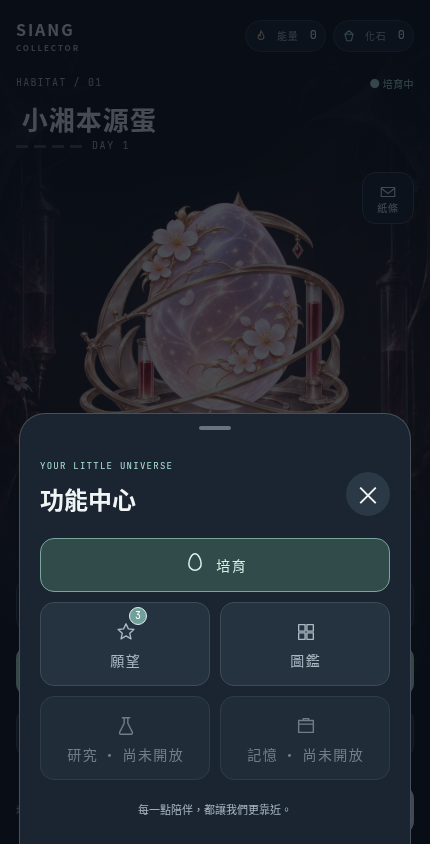 SIANG
COLLECTOR
能量 0
化石 0
HABITAT / 01
培育中
小湘本源蛋
DAY 1
紙條
YOUR LITTLE UNIVERSE
功能中心
培育
3
願望
圖鑑
研究 · 尚未開放
記憶 · 尚未開放
每一點陪伴，都讓我們更靠近。